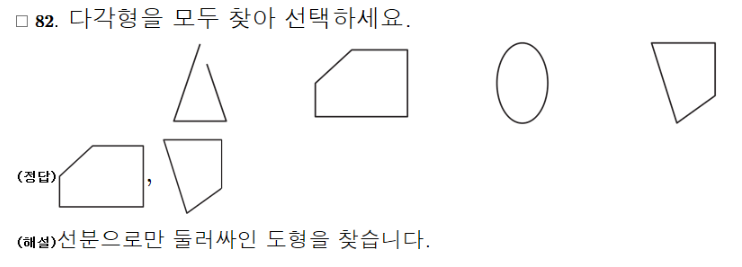 □ 82. 다각형을 모두 찾아 선택하세요.
(정답) ,
(해설)선분으로만 둘러싸인 도형을 찾습니다.